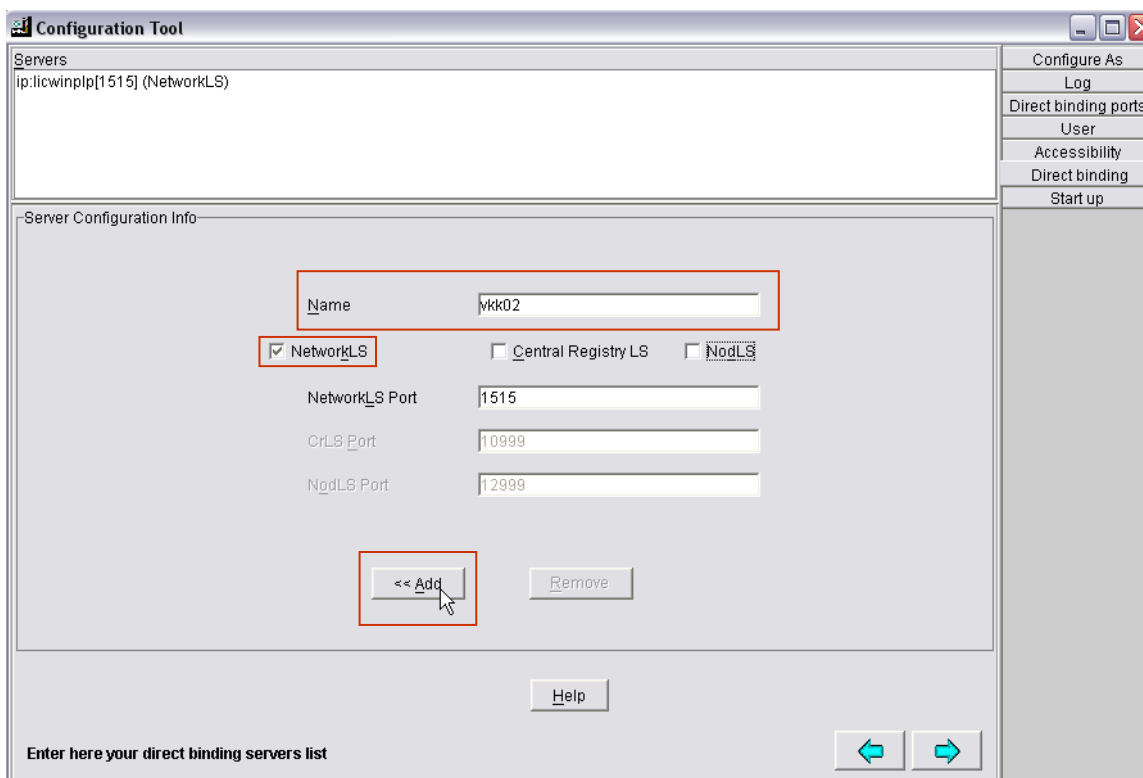 Configuration Tool
Servers
ip:licwinplp[1515] (NetworkLS)
Configure As
Log
Direct binding ports
User
Accessibility
Direct binding
Start up
Server Configuration Info
Name
vkk02
NetworkLS
Central Registry LS
NodLS
NetworkLS Port
1515
CrLS Port
10999
NodLS Port
12999
<< Add
Remove
Help
Enter here your direct binding servers list